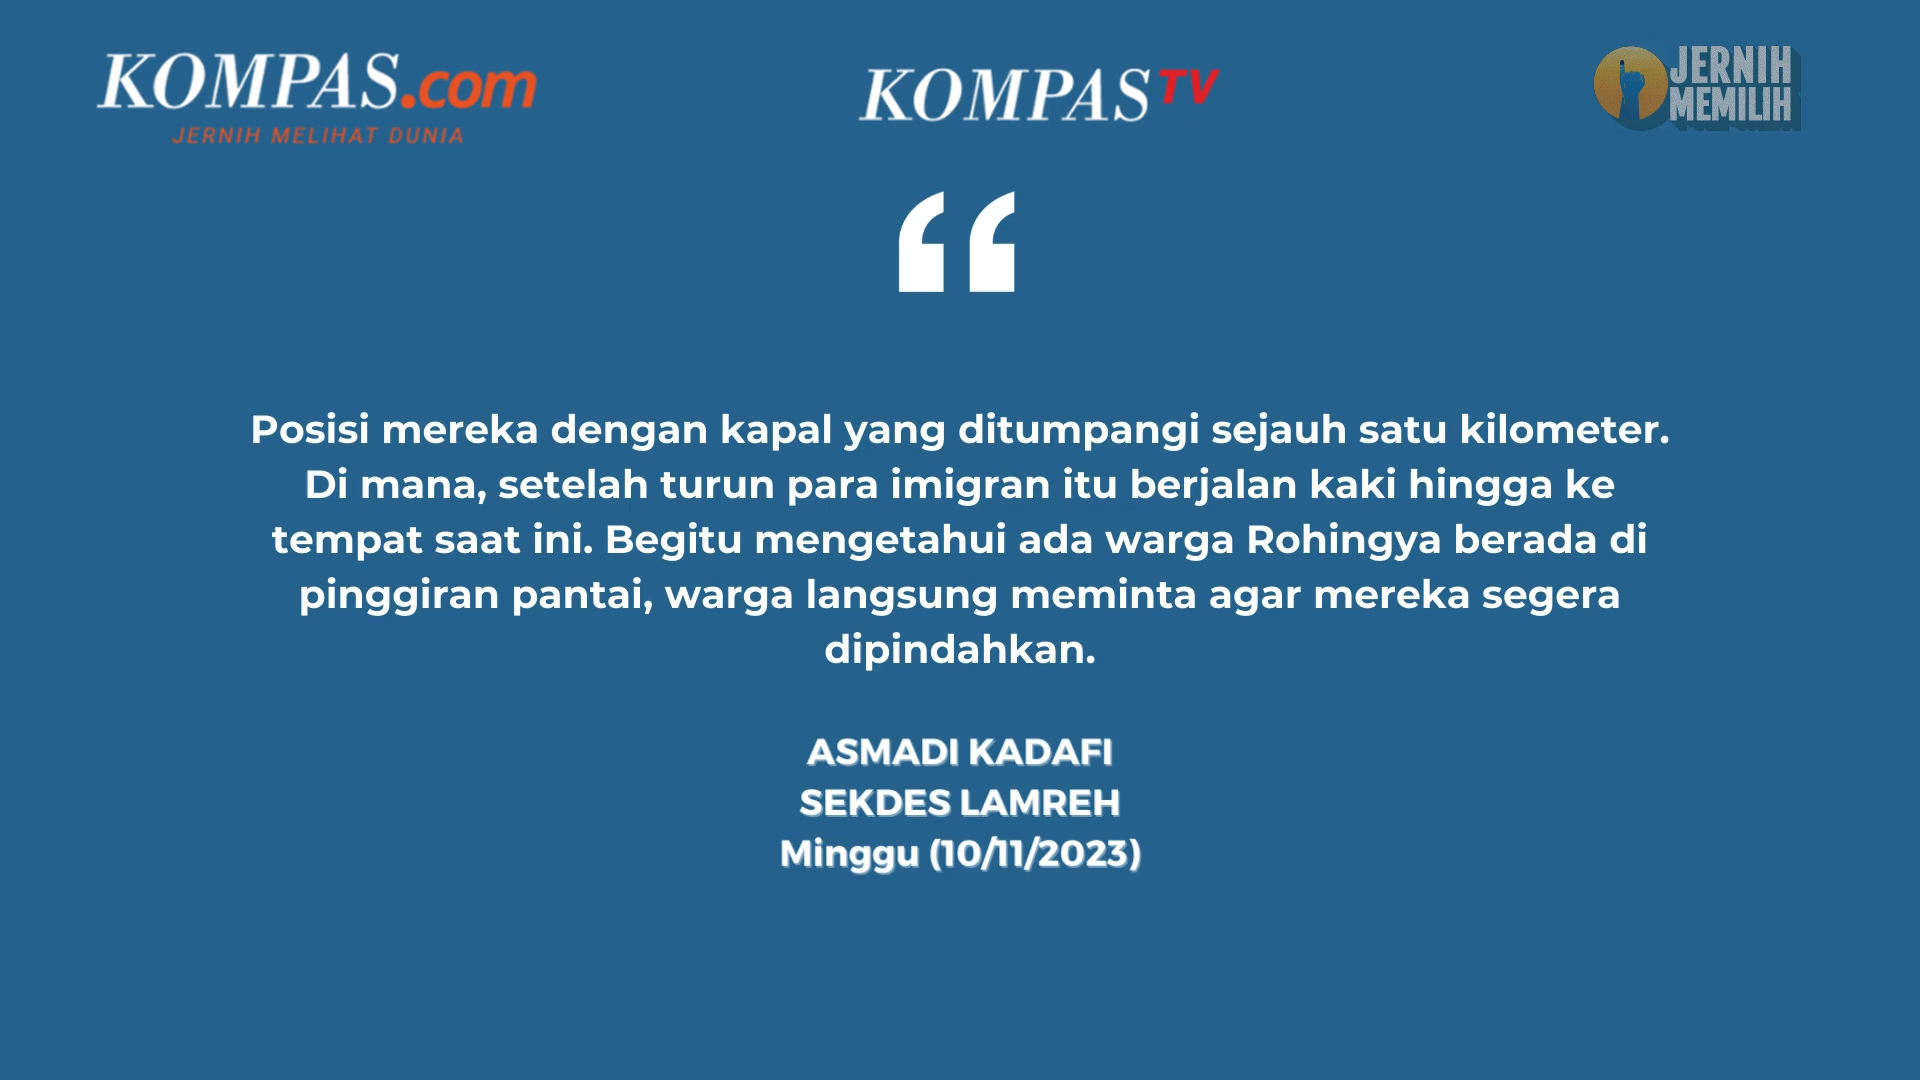 KOMPAS.com
JERNIH MELIHAT DUNIA
KOMPAS TV
JERNIH
MEMILIH
“
Posisi mereka dengan kapal yang ditumpangi sejauh satu kilometer.
Di mana, setelah turun para imigran itu berjalan kaki hingga ke
tempat saat ini. Begitu mengetahui ada warga Rohingya berada di
pinggiran pantai, warga langsung meminta agar mereka segera
dipindahkan.
ASMADI KADAFI
SEKDES LAMREH
Minggu (10/11/2023)